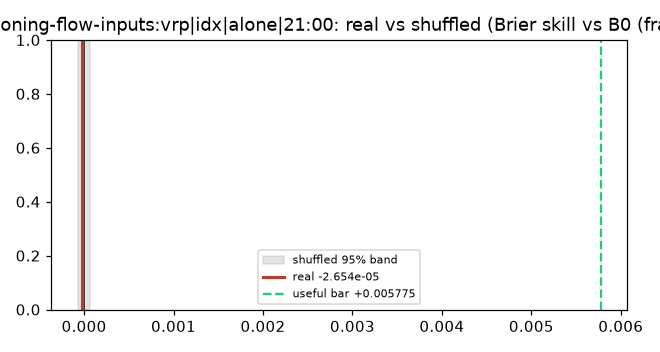 oning-flow-inputs:vrp|idx|alone|21:00: real vs shuffled (Brier skill vs B0 (fra
1.0
0.8
0.6
0.4
0.2
0.0
shuffled 95% band
real -2.654e-05
useful bar +0.005775
0.000 0.001 0.002 0.003 0.004 0.005 0.006